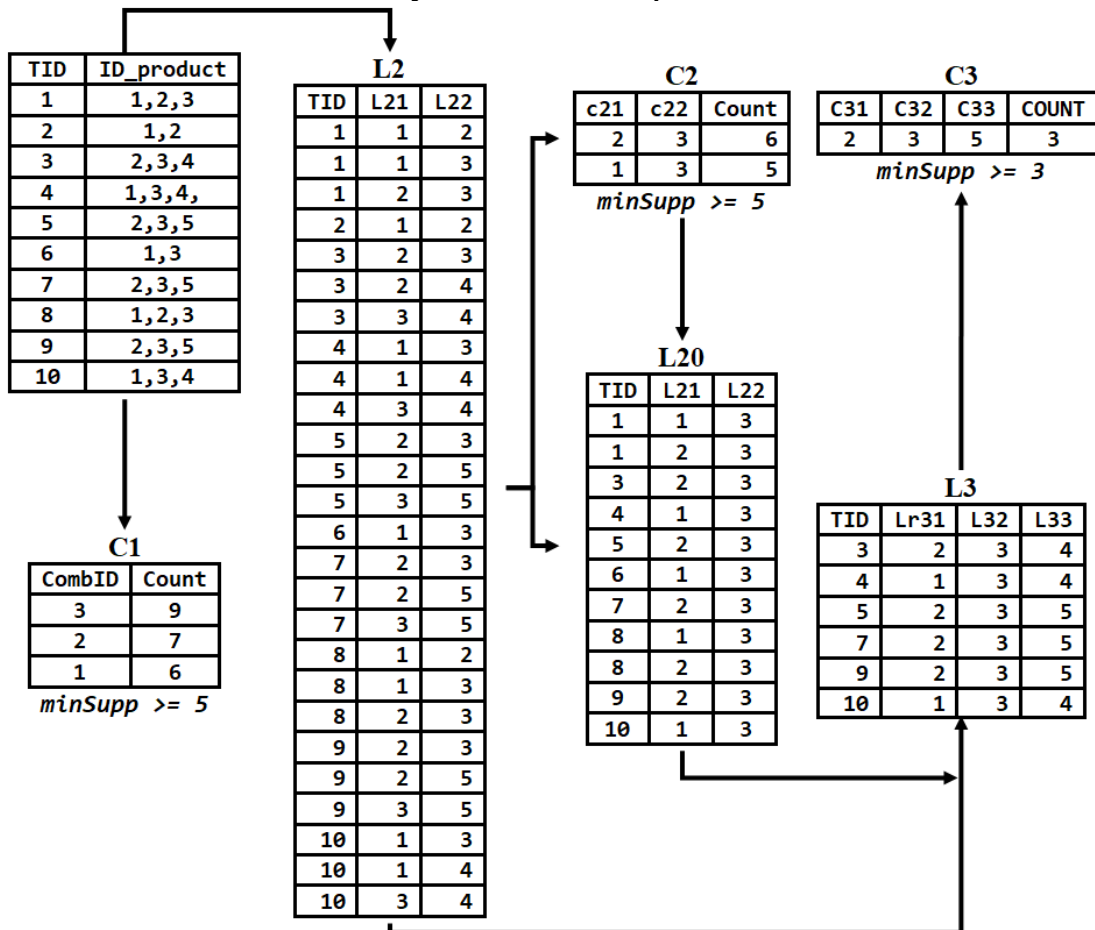 TID ID_product
1 1,2,3
2 1,2
3 2,3,4
4 1,3,4,
5 2,3,5
6 1,3
7 2,3,5
8 1,2,3
9 2,3,5
10 1,3,4
C1
CombID Count
3 9
2 7
1 6
minSupp >= 5
L2
TID L21 L22
1 1 2
1 1 3
1 2 3
2 1 2
3 2 3
3 2 4
3 3 4
4 1 3
4 1 4
4 3 4
5 2 3
5 2 5
5 3 5
6 1 3
7 2 3
7 2 5
7 3 5
8 1 2
8 1 3
8 2 3
9 2 3
9 2 5
9 3 5
10 1 3
10 1 4
10 3 4
C2
c21 c22 Count
2 3 6
1 3 5
minSupp >= 5
L20
TID L21 L22
1 1 3
1 2 3
3 2 3
4 1 3
5 2 3
6 1 3
7 2 3
8 1 3
8 2 3
9 2 3
10 1 3
C3
C31 C32 C33 COUNT
2 3 5 3
minSupp >= 3
L3
TID Lr31 L32 L33
3 2 3 4
4 1 3 4
5 2 3 5
7 2 3 5
9 2 3 5
10 1 3 4